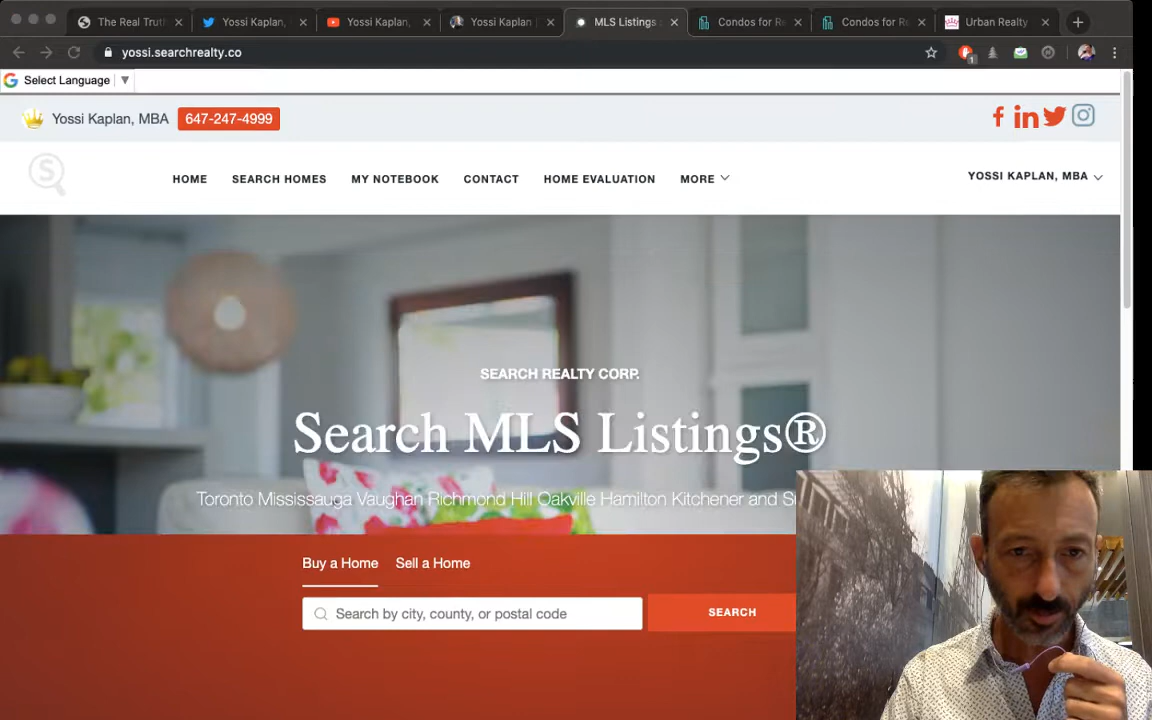 The Real Truth
Yossi Kaplan,
Yossi Kaplan,
Yossi Kaplan
MLS Listings
Condos for Re
Condos for Re
Urban Realty
yossi.searchrealty.co
1
G Select Language
Yossi Kaplan, MBA 647-247-4999
f in
S
HOME SEARCH HOMES MY NOTEBOOK CONTACT HOME EVALUATION MORE YOSSI KAPLAN, MBA
SEARCH REALTY CORP.
Search MLS Listings®
Toronto Mississauga Vaughan Richmond Hill Oakville Hamilton Kitchener and
Buy a Home Sell a Home
Search by city, county, or postal code SEARCH